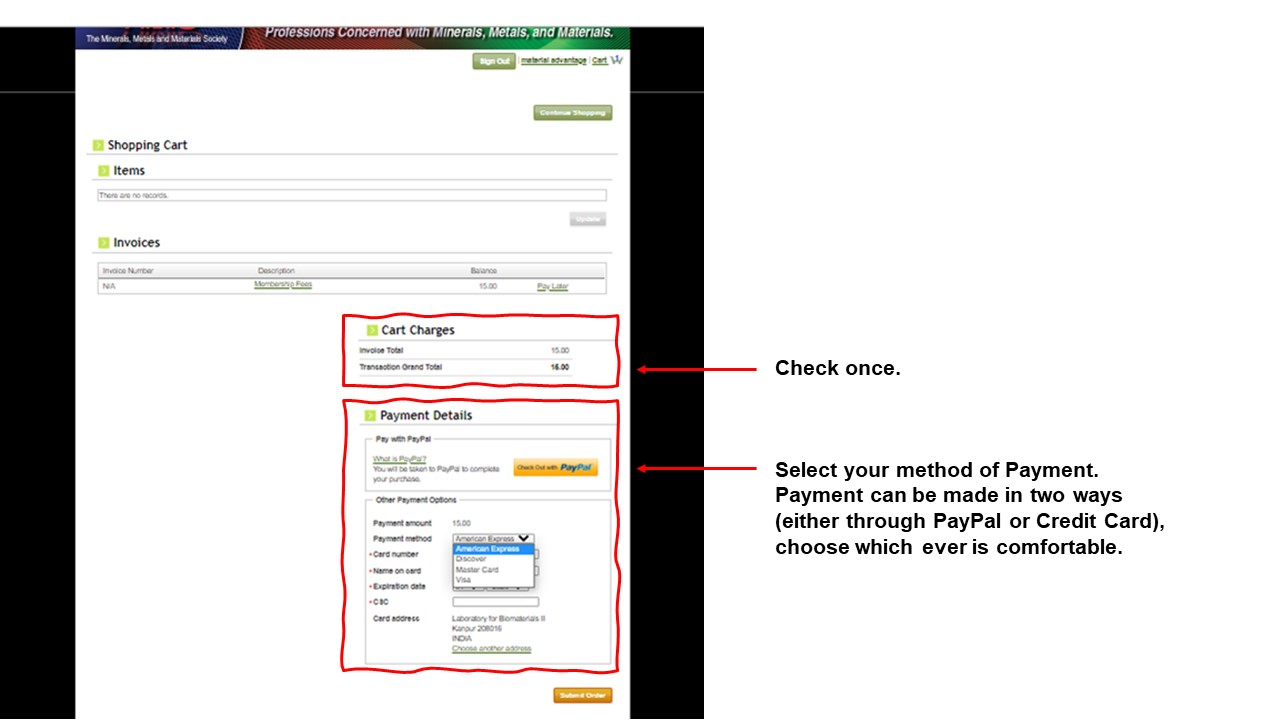 The Minerals, Metals and Materials Society
Professions Concerned with Minerals, Metals, and Materials.
Sign Out material advantage | Cart
Continue Shopping
Shopping Cart
Items
There are no records.
Update
Invoices
Invoice Number Description Balance
N/A Membership Fees 15.00 Pay Later
Cart Charges
Invoice Total 15.00
Transaction Grand Total 15.00
Check once.
Payment Details
Pay with PayPal
What is PayPal?
You will be taken to PayPal to complete
your purchase.
Check Out with PayPal
Select your method of Payment.
Payment can be made in two ways
(either through PayPal or Credit Card),
choose which ever is comfortable.
Other Payment Options
Payment amount 15.00
Payment method American Express
American Express
Discover
Master Card
Visa
*Card number
*Name on card
*Expiration date
*CSC
Card address Laboratory for Biomaterials II
Kanpur 208016
INDIA
Choose another address
Submit Order